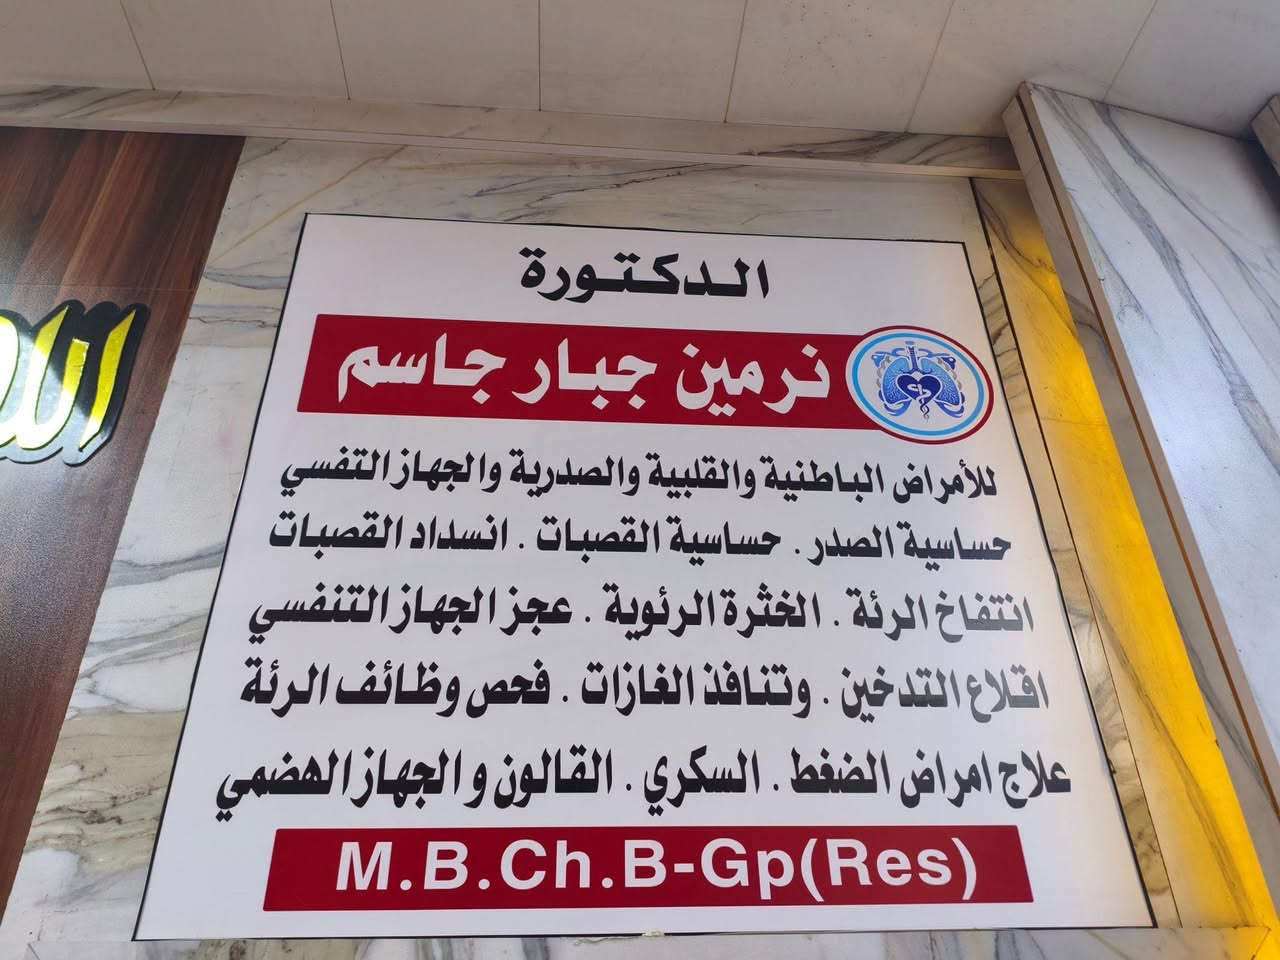 الدكتورة
نرمين جبار جاسم
للأمراض الباطنية والقلبية والصدرية والجهاز التفسي
حساسية الصدر . حساسية القصبات . انسداد القصبات
انتفاخ الرئة . الخثرة الرئوية . عجز الجهاز التنفسي
اقلاع التدخين . وتنافذ الغازات . فحص وظائف الرئة
علاج امراض الضغط . السكري . القالون و الجهاز الهضمي
M.B.Ch.B-Gp(Res)